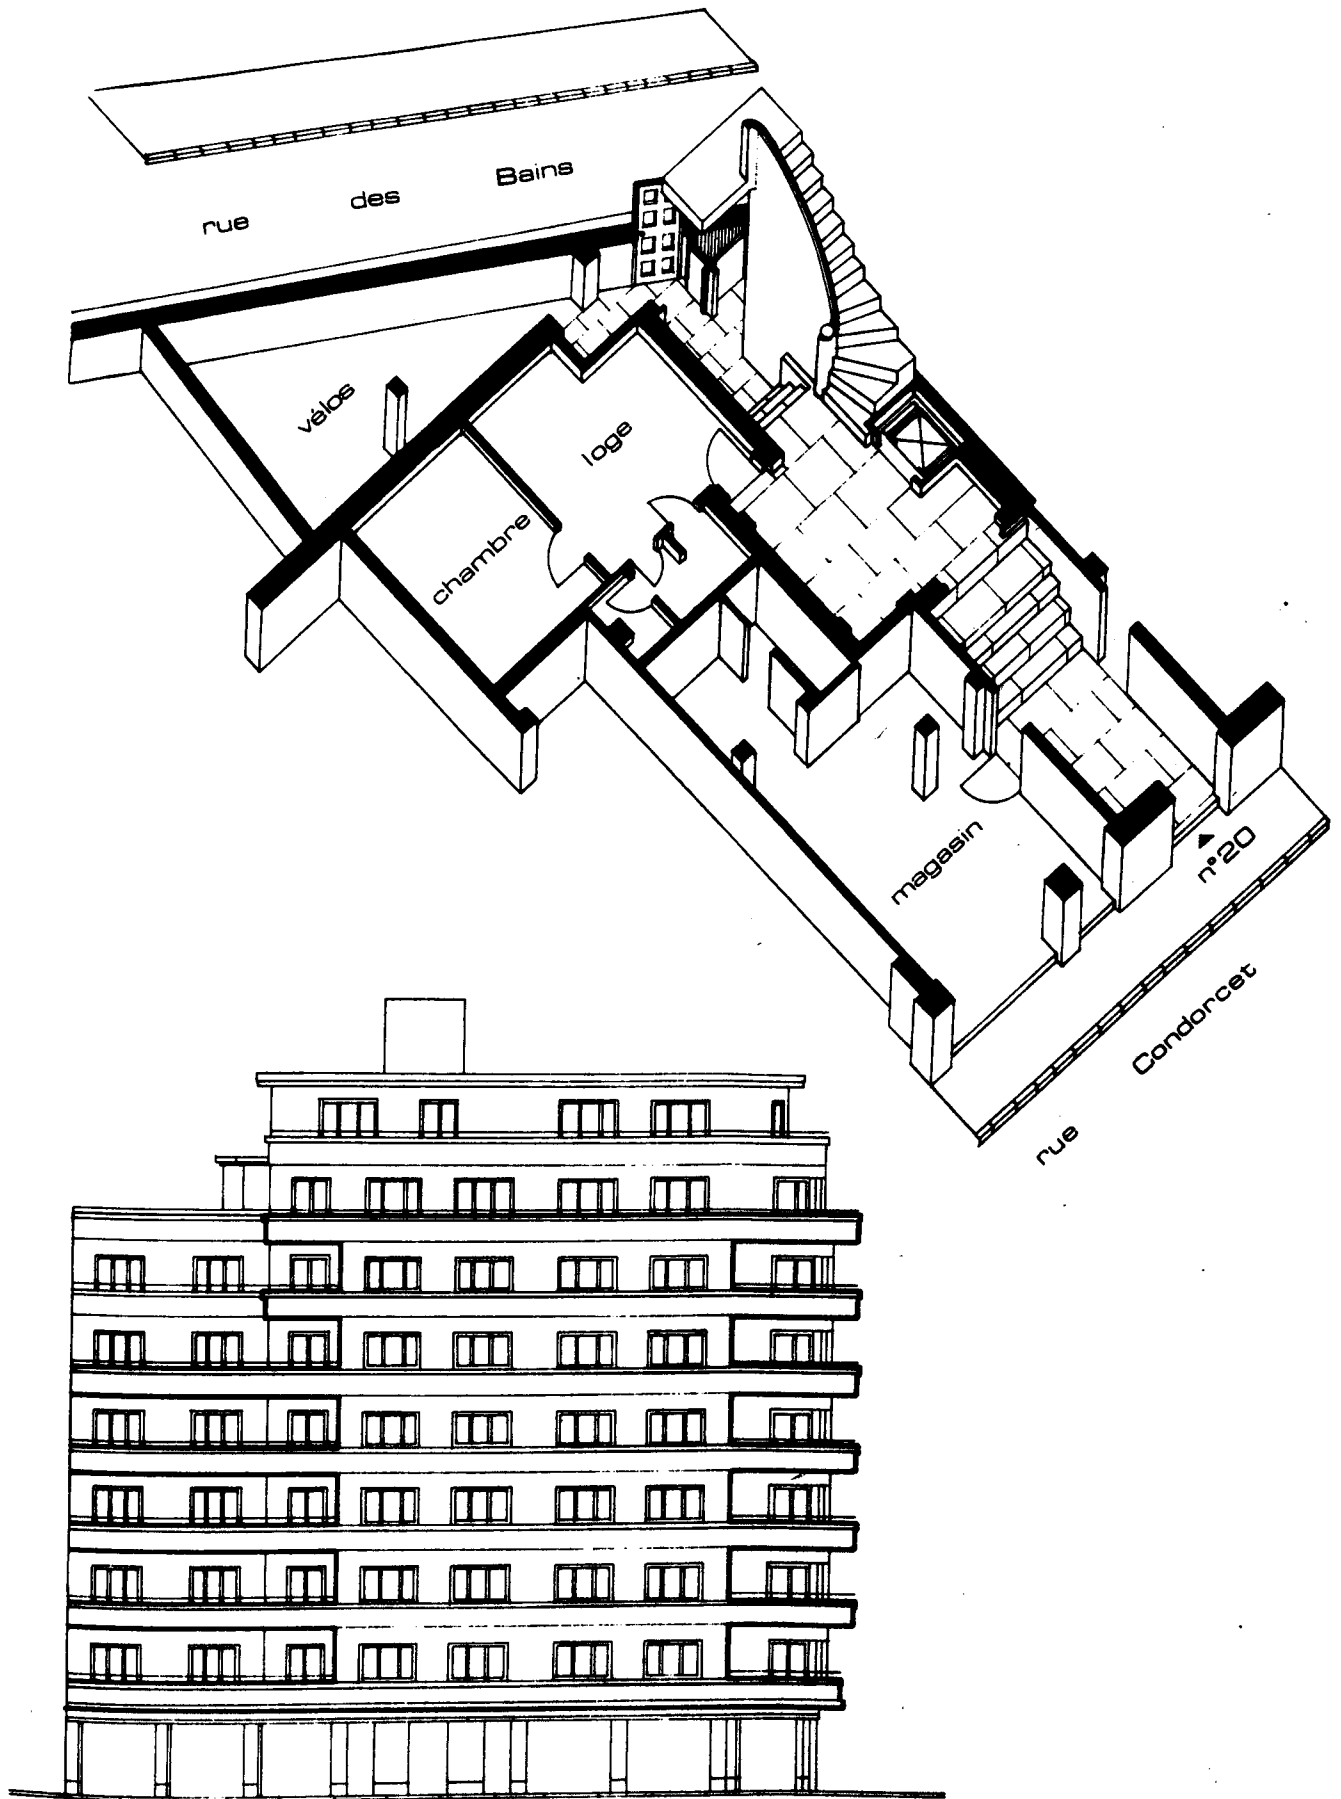 rue des Bains
vélos
loge
chambre
magasin
n°20
rue Condorcet